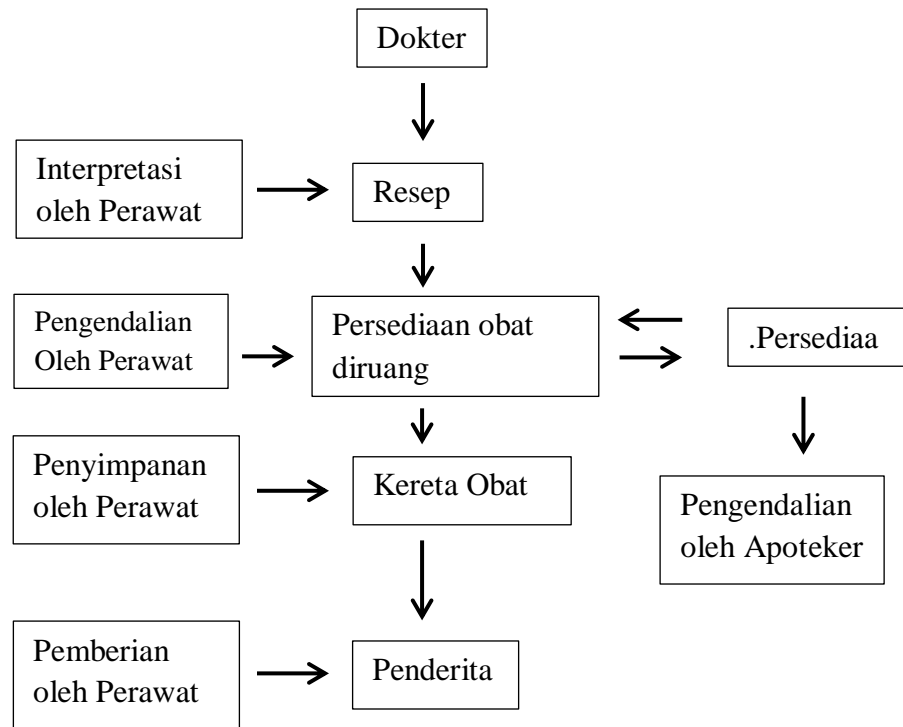 Dokter
Interpretasi
oleh Perawat
Resep
Pengendalian
Oleh Perawat
Persediaan obat
diruang
.Persediaa
Penyimpanan
oleh Perawat
Kereta Obat
Pengendalian
oleh Apoteker
Pemberian
oleh Perawat
Penderita